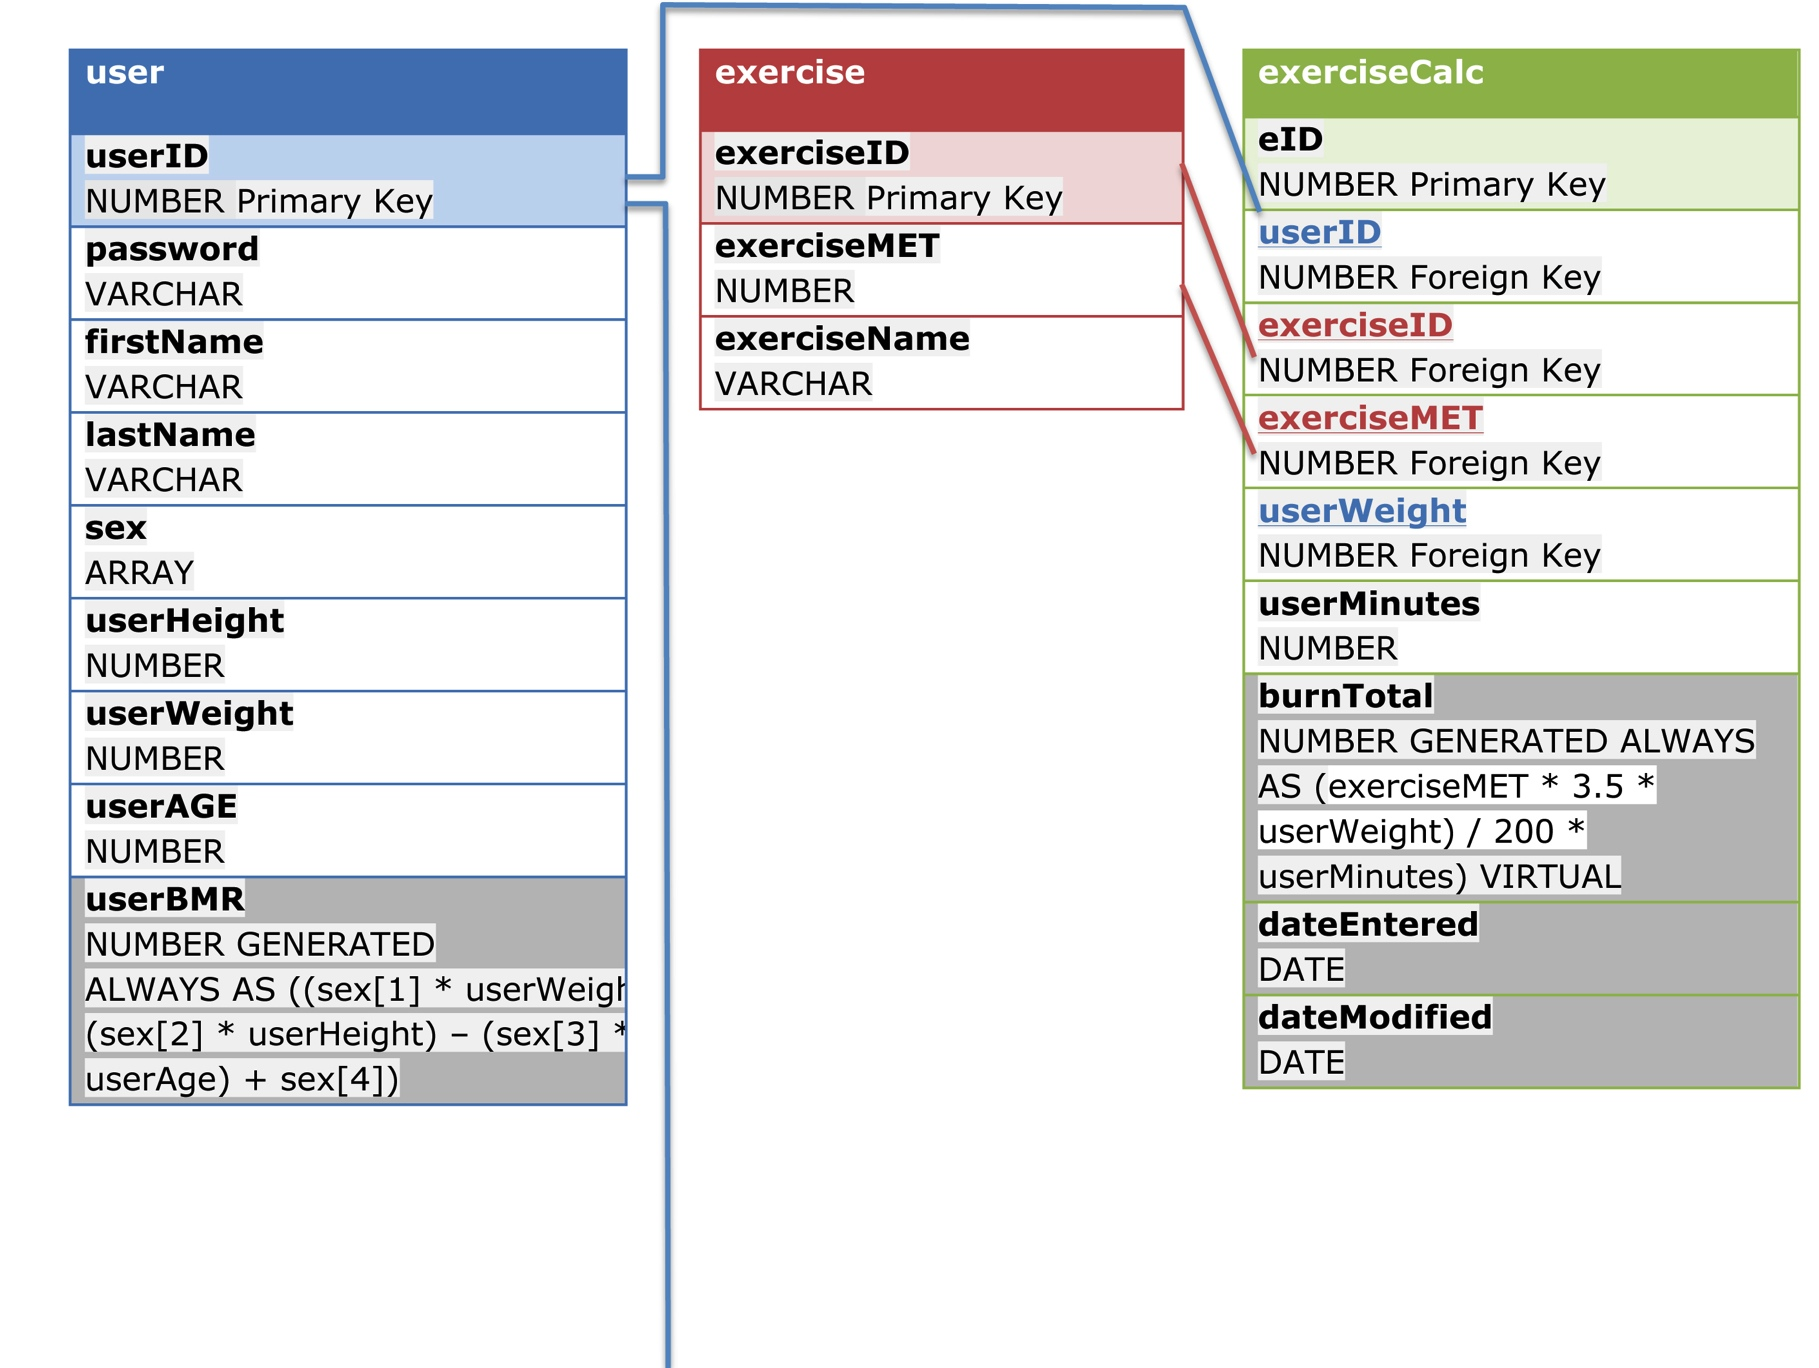 user
userID
NUMBER Primary Key
password
VARCHAR
firstName
VARCHAR
lastName
VARCHAR
sex
ARRAY
userHeight
NUMBER
userWeight
NUMBER
userAGE
NUMBER
userBMR
NUMBER GENERATED
ALWAYS AS ((sex[1] *
(sex[2] * userHeight) – (sex[3] *
userAge) + sex[4])
exercise
exerciseID
NUMBER Primary Key
exerciseMET
NUMBER
exerciseName
VARCHAR
exerciseCalc
eID
NUMBER Primary Key
userID
NUMBER Foreign Key
exerciseID
NUMBER Foreign Key
exerciseMET
NUMBER Foreign Key
userWeight
NUMBER Foreign Key
userMinutes
NUMBER
burnTotal
NUMBER GENERATED ALWAYS
AS (exerciseMET * 3.5 *
userWeight) / 200 *
userMinutes) VIRTUAL
dateEntered
DATE
dateModified
DATE